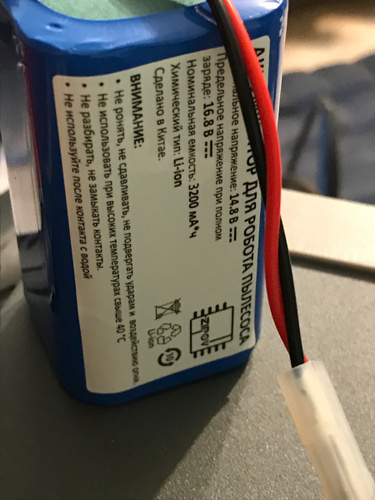 ТОР ДЛЯ РОБОТА ПЫЛЕСОСА
напряжение: 14.8 В
Предельное напряжение при полном
заряде: 16.8 В
Номинальная емкость: 3200 мА*ч
Химический тип: Li-ion
Сделано в Китае.
ВНИМАНИЕ:
• Не ронять, не сдавливать, не подвергать ударам и воздействию огня.
• Не использовать при высоких температурах свыше 40 °C
• Не разбирать, не замыкать контакты.
• Не используйте после контакта с водой
ZIPOV
Li-ion